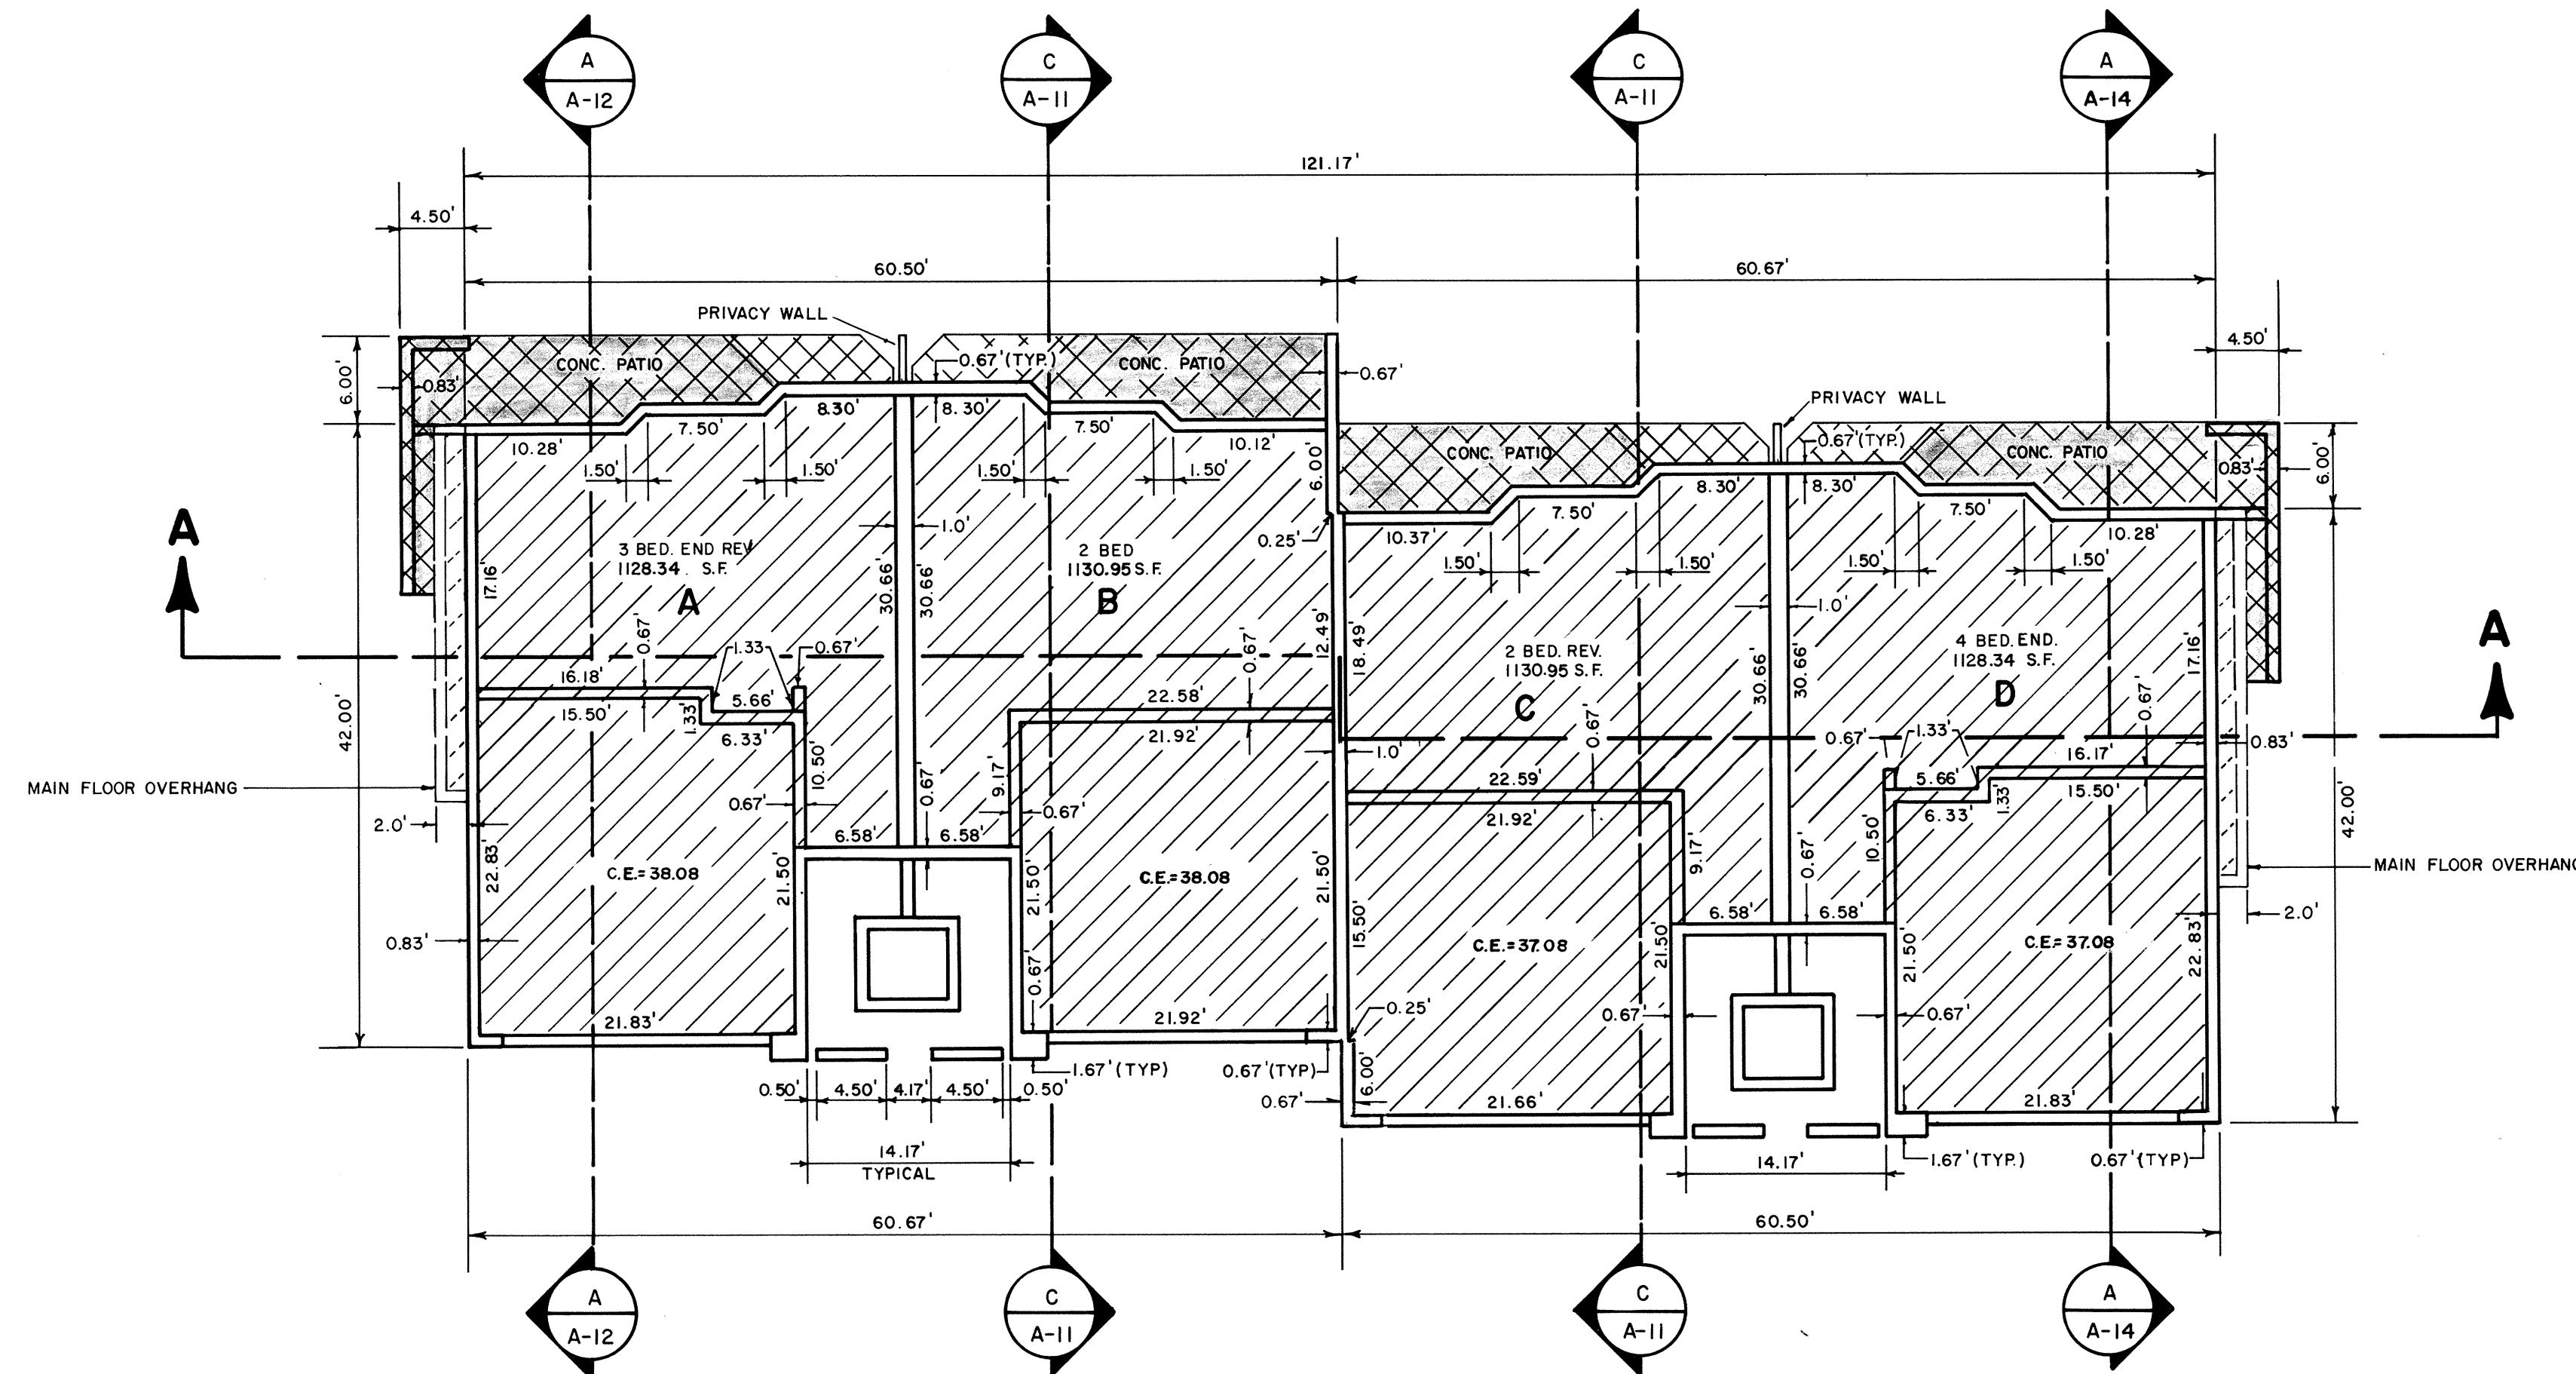 A
A-12
C
A-11
C
A-11
A
A-14
121.17'
4.50'
60.50'
60.67'
PRIVACY WALL
4.50'
6.00'
CONC. PATIO
0.67' (TYP.)
CONC. PATIO
0.67'
0.83'
PRIVACY WALL
8.30'
8.30'
7.50'
7.50'
10.28'
10.12'
1.50'
1.50'
1.50'
1.50'
6.00'
CONC. PATIO
0.67' (TYP.)
CONC. PATIO
0.83'
6.00'
8.30'
8.30'
7.50'
7.50'
10.37'
10.28'
0.25'
1.0'
1.50'
1.50'
1.50'
1.50'
A
3 BED. END REV
1128.34 S.F.
A
2 BED
1130.95 S.F.
B
17.16'
30.66'
30.66'
12.49'
18.49'
1.0'
2 BED. REV.
1130.95 S.F.
C
4 BED. END.
1128.34 S.F.
D
30.66'
30.66'
17.16'
A
0.67'
1.33'
0.67'
0.67'
16.18'
5.66'
15.50'
1.33'
6.33'
22.58'
21.92'
42.00'
10.50'
9.17'
1.0'
0.67'
0.67'
1.33'
0.67'
0.83'
16.17'
5.66'
15.50'
22.59'
21.92'
6.33'
1.33'
MAIN FLOOR OVERHANG
2.0'
0.67'
0.67'
0.67'
6.58'
6.58'
9.17'
10.50'
0.67'
42.00'
MAIN FLOOR OVERHANG
22.83'
C.E.=38.08
21.50'
21.50'
C.E.=38.08
21.50'
15.50'
6.58'
6.58'
2.0'
0.83'
C.E.=37.08
21.50'
21.50'
C.E.=37.08
22.83'
0.67'
21.83'
21.92'
0.25'
0.67'
0.67'
0.50'
4.50'
4.17'
4.50'
0.50'
1.67' (TYP)
0.67' (TYP)
6.00'
0.67'
21.66'
21.83'
14.17'
TYPICAL
14.17'
1.67' (TYP.)
0.67' (TYP)
60.67'
60.50'
A
A-12
C
A-11
C
A-11
A
A-14